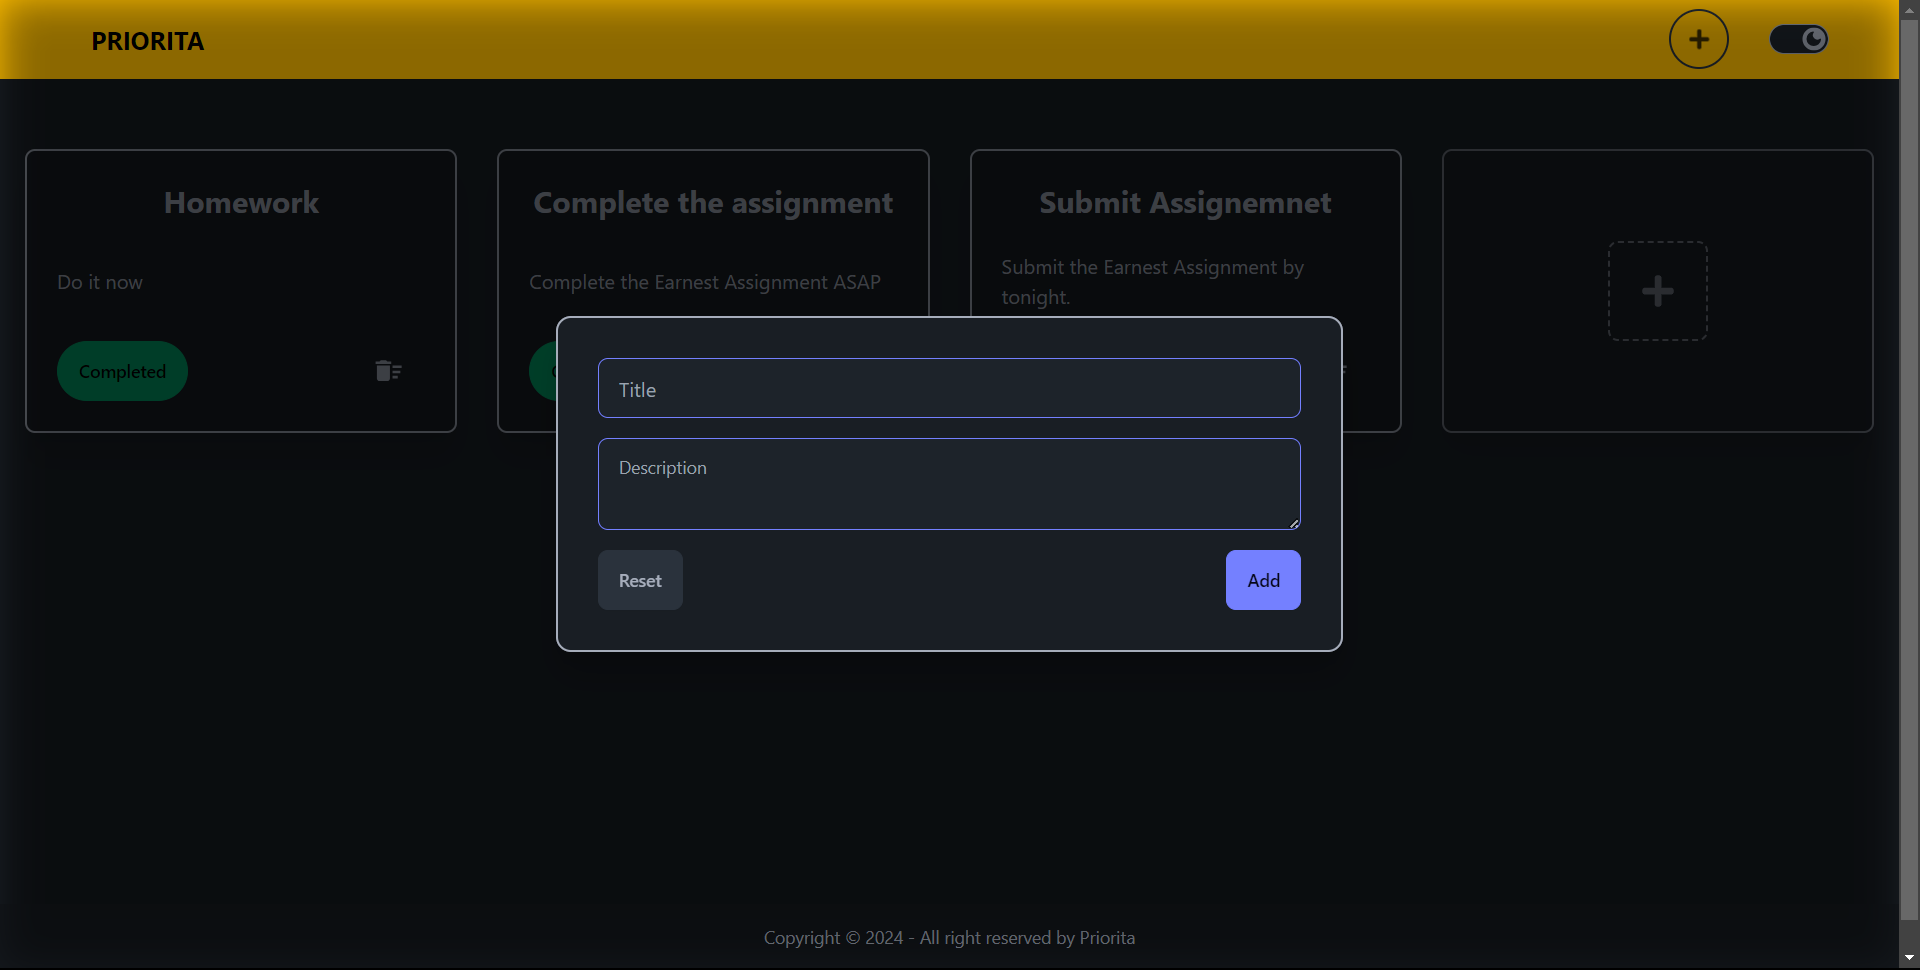 PRIORITA
Homework
Do it now
Completed
Complete the assignment
Complete the Earnest Assignment ASAP
Submit Assignemnet
Submit the Earnest Assignment by
tonight.
Title
Description
Reset
Add
Copyright © 2024 - All right reserved by Priorita